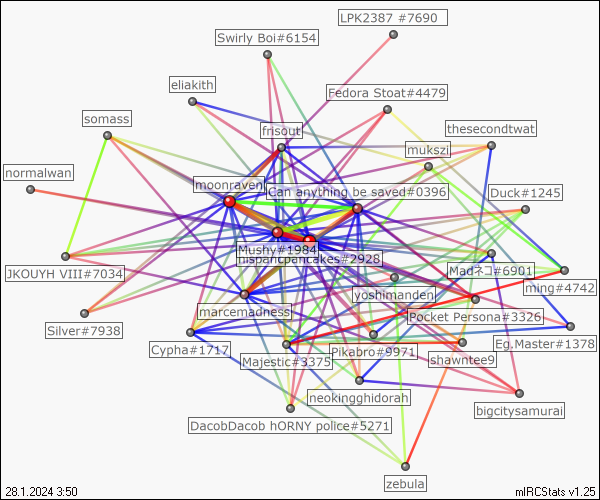 LPK2387 #7690
Swirly Boi#6154
eliakith
Fedora Stoat#4479
somass
frisout
thesecondtwat
mukszi
normalwan
moonraven
Can anything be saved#0396
Duck#1245
Mushy#1984
pancakes#2928
JKOUYH VIII#7034
Madネコ#6901
ming#4742
yoshimanden
marcemadness
Pocket Persona#3326
Silver#7938
Cypha#1717
Majestic#3375
Pikabro#9971
shawntee9
Eg,Master#1378
neokingghidorah
bigcitysamurai
DacobDacob hORNY police#5271
zebula
28.1.2024 3:50
mIRCStats v1.25